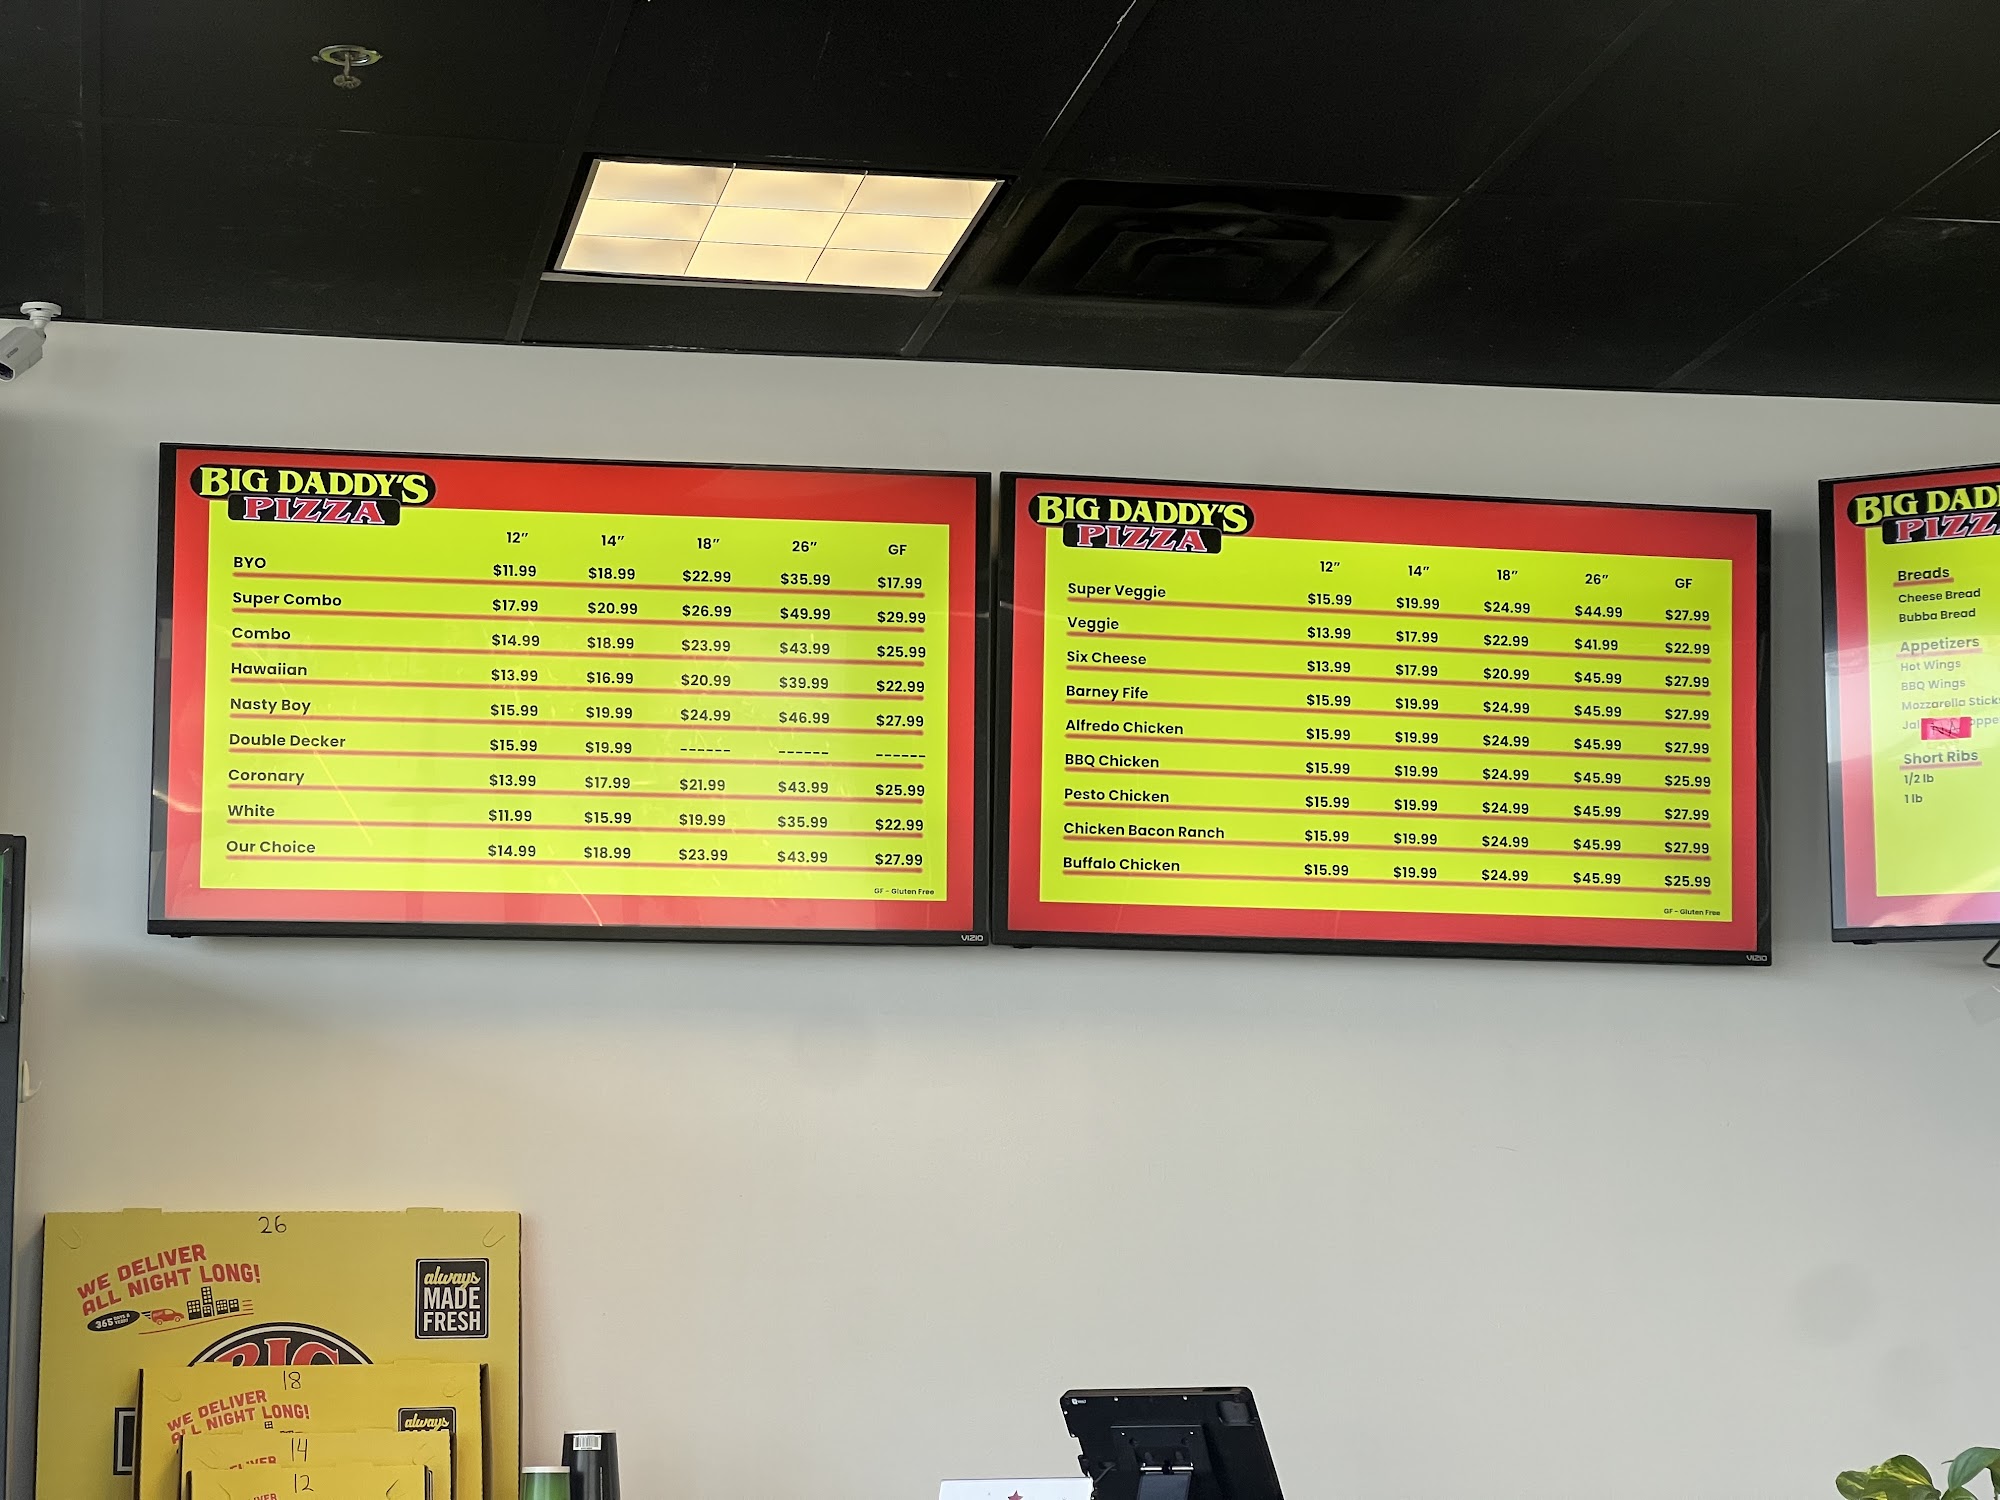 BIG DADDY'S
PIZZA
12" 14" 18" 26" GF
BYO $11.99 $18.99 $22.99 $35.99 $17.99
Super Combo $17.99 $20.99 $26.99 $49.99 $29.99
Combo $14.99 $18.99 $23.99 $43.99 $25.99
Hawaiian $13.99 $16.99 $20.99 $39.99 $22.99
Nasty Boy $15.99 $19.99 $24.99 $46.99 $27.99
Double Decker $15.99 $19.99 ------ ------ ------
Coronary $13.99 $17.99 $21.99 $43.99 $25.99
White $11.99 $15.99 $19.99 $35.99 $22.99
Our Choice $14.99 $18.99 $23.99 $43.99 $27.99
GF - Gluten Free
VIZIO
BIG DADDY'S
PIZZA
12" 14" 18" 26" GF
Super Veggie $15.99 $19.99 $24.99 $44.99 $27.99
Veggie $13.99 $17.99 $22.99 $41.99 $22.99
Six Cheese $13.99 $17.99 $20.99 $45.99 $27.99
Barney Fife $15.99 $19.99 $24.99 $45.99 $27.99
Alfredo Chicken $15.99 $19.99 $24.99 $45.99 $27.99
BBQ Chicken $15.99 $19.99 $24.99 $45.99 $25.99
Pesto Chicken $15.99 $19.99 $24.99 $45.99 $27.99
Chicken Bacon Ranch $15.99 $19.99 $24.99 $45.99 $27.99
Buffalo Chicken $15.99 $19.99 $24.99 $45.99 $25.99
GF - Gluten Free
VIZIO
BIG DAD
PIZZ
Breads
Cheese Bread
Bubba Bread
Appetizers
Hot Wings
BBQ Wings
Mozzarella Sticks
Short Ribs
1/2 lb
1 lb
26
WE DELIVER
ALL NIGHT LONG!
365 DAYS A YEAR!
always
MADE
FRESH
BIG
18
WE DELIVER
ALL NIGHT LONG!
always
14
12